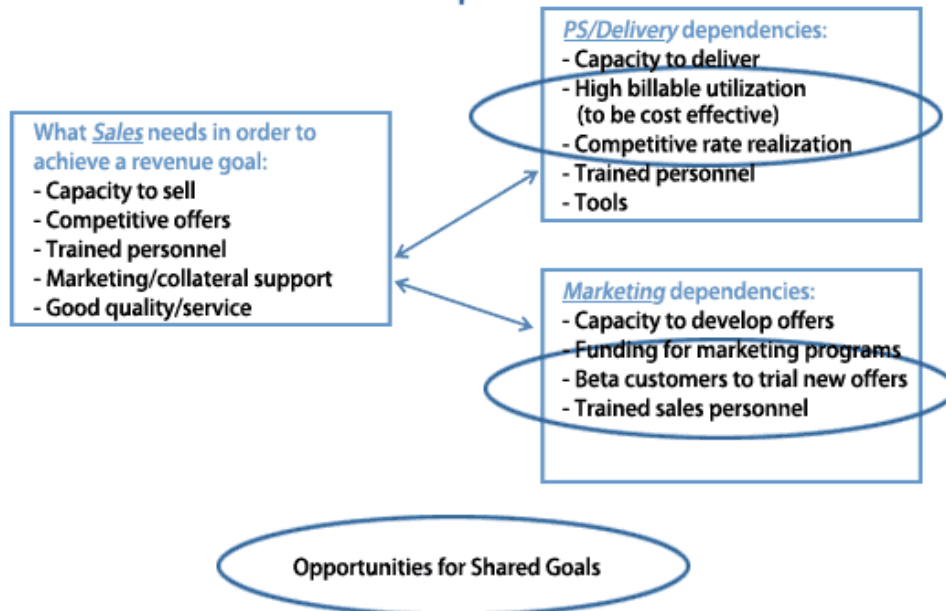 What Sales needs in order to
achieve a revenue goal:
- Capacity to sell
- Competitive offers
- Trained personnel
- Marketing/collateral support
- Good quality/service
PS/Delivery dependencies:
- Capacity to deliver
- High billable utilization
(to be cost effective)
- Competitive rate realization
- Trained personnel
- Tools
Marketing dependencies:
- Capacity to develop offers
- Funding for marketing programs
- Beta customers to trial new offers
- Trained sales personnel
Opportunities for Shared Goals